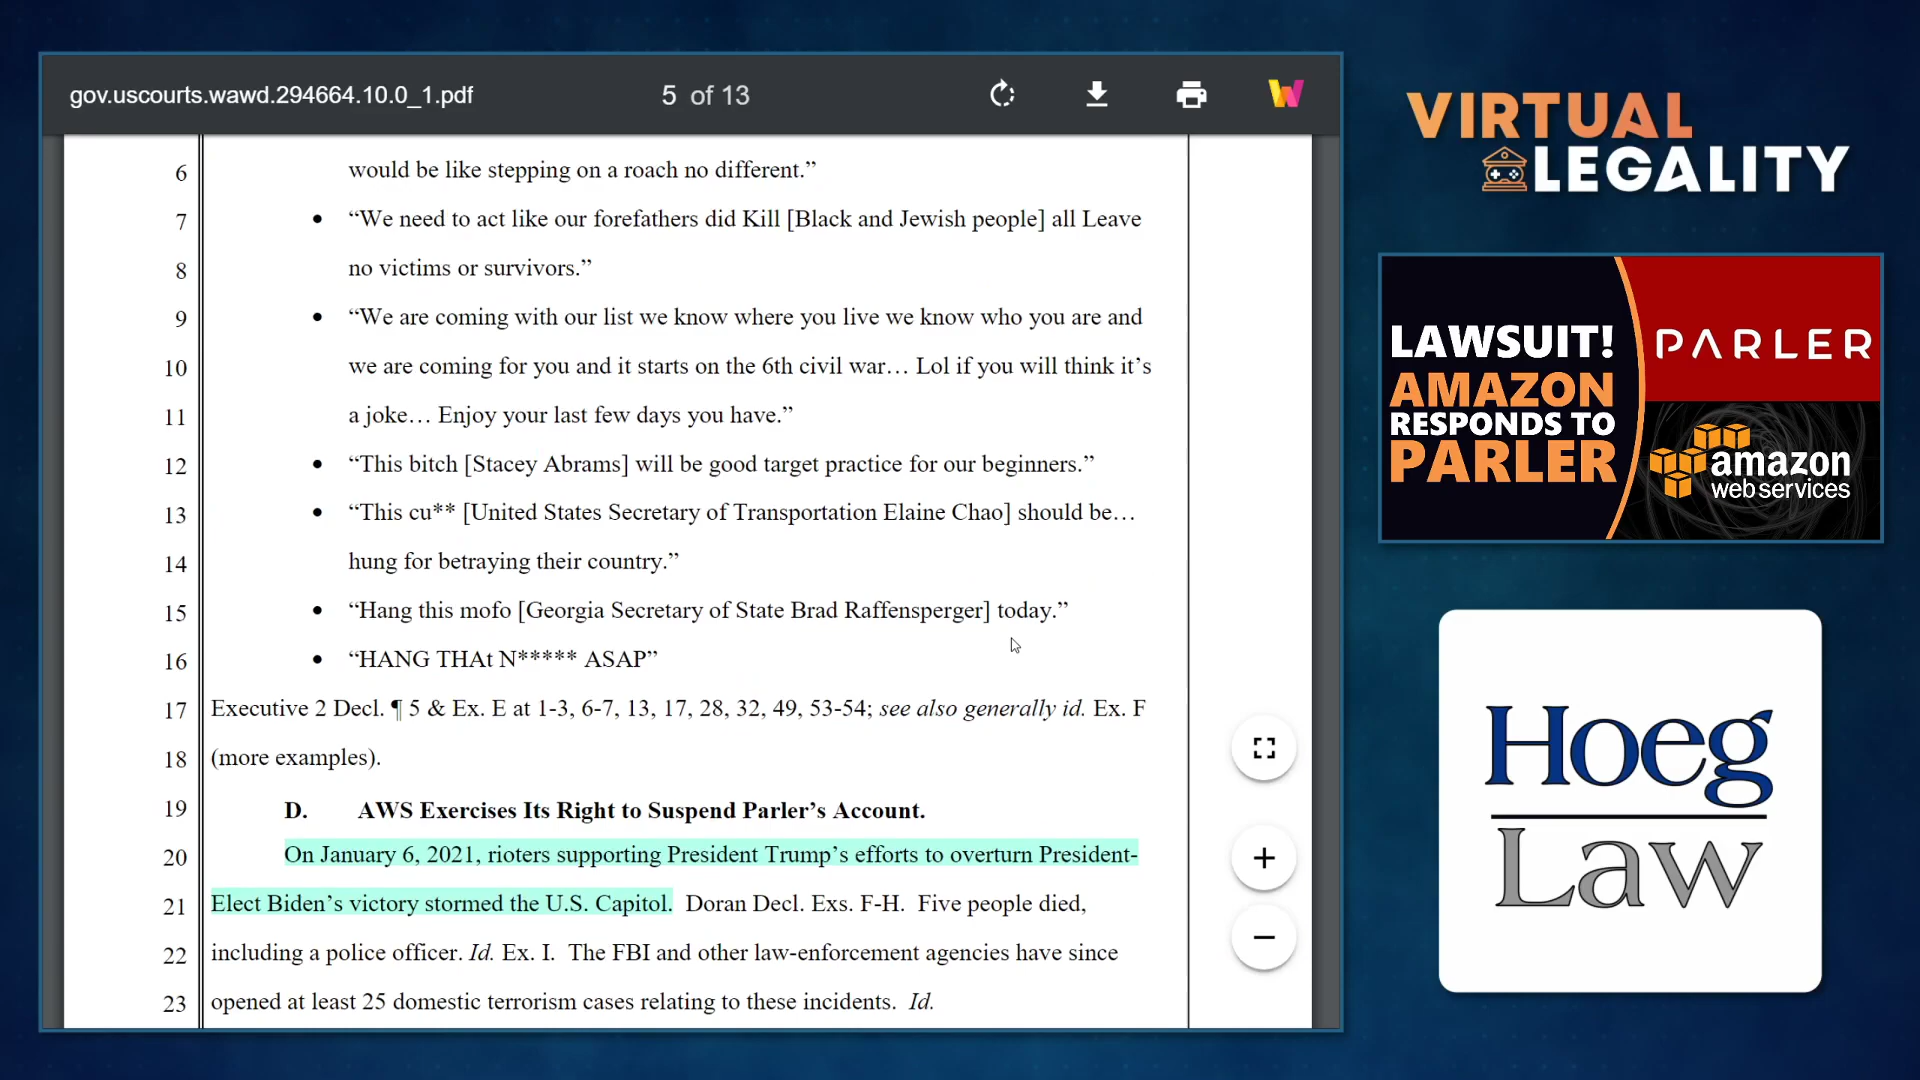 gov.uscourts.wawd.294664.10.0_1.pdf
5 of 13
6 would be like stepping on a roach no different.”
7 • “We need to act like our forefathers did Kill [Black and Jewish people] all Leave
8 no victims or survivors.”
9 • “We are coming with our list we know where you live we know who you are and
10 we are coming for you and it starts on the 6th civil war… Lol if you will think it’s
11 a joke… Enjoy your last few days you have.”
12 • “This bitch [Stacey Abrams] will be good target practice for our beginners.”
13 • “This cu** [United States Secretary of Transportation Elaine Chao] should be…
14 hung for betraying their country.”
15 • “Hang this mofo [Georgia Secretary of State Brad Raffensperger] today.”
16 • “HANG THAt N***** ASAP”
17 Executive 2 Decl. ¶ 5 & Ex. E at 1-3, 6-7, 13, 17, 28, 32, 49, 53-54; see also generally id. Ex. F
18 (more examples).
19 D. AWS Exercises Its Right to Suspend Parler’s Account.
20 On January 6, 2021, rioters supporting President Trump’s efforts to overturn President-
21 Elect Biden’s victory stormed the U.S. Capitol. Doran Decl. Exs. F-H. Five people died,
22 including a police officer. Id. Ex. I. The FBI and other law-enforcement agencies have since
23 opened at least 25 domestic terrorism cases relating to these incidents. Id.
VIRTUAL
LEGALITY
LAWSUIT!
AMAZON
RESPONDS TO
PARLER
PARLER
amazon
webservices
Hoeg
Law